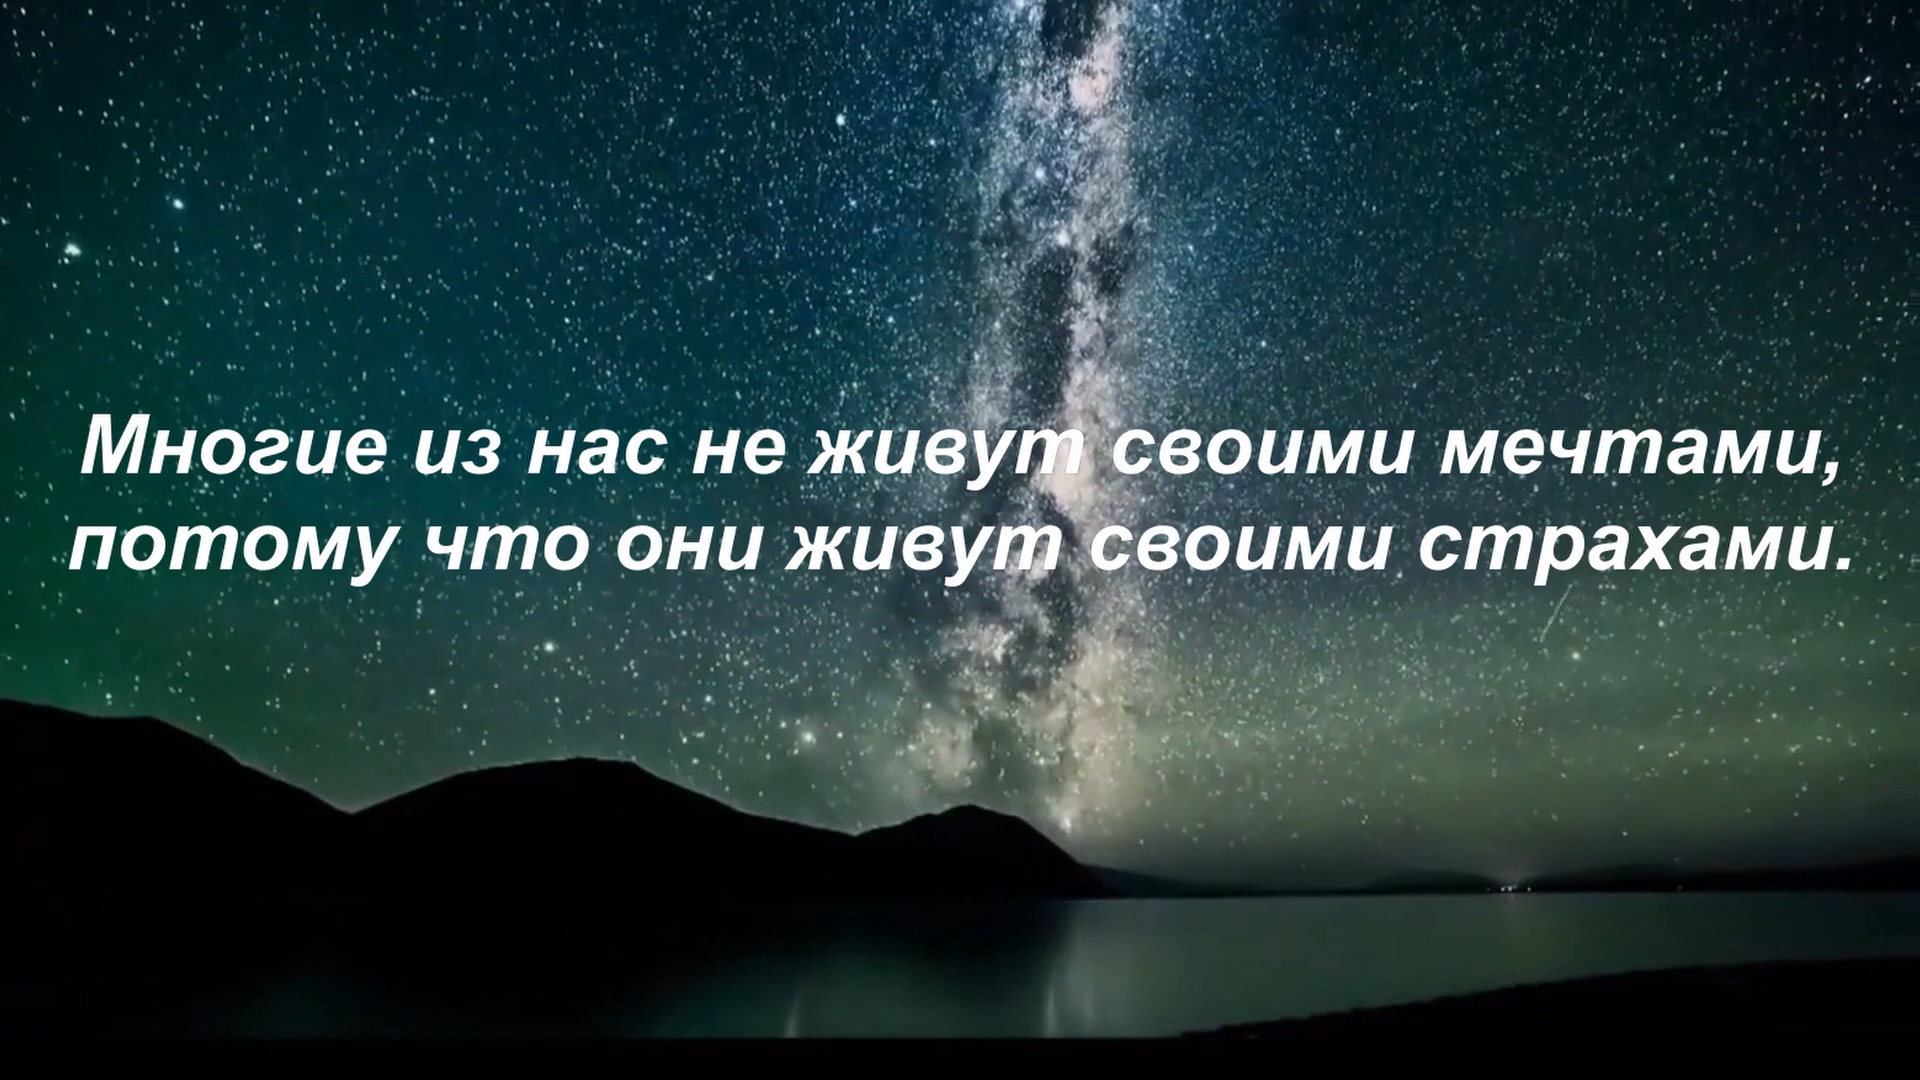 Многие из нас не живут своими мечтами,
потому что они живут своими страхами.